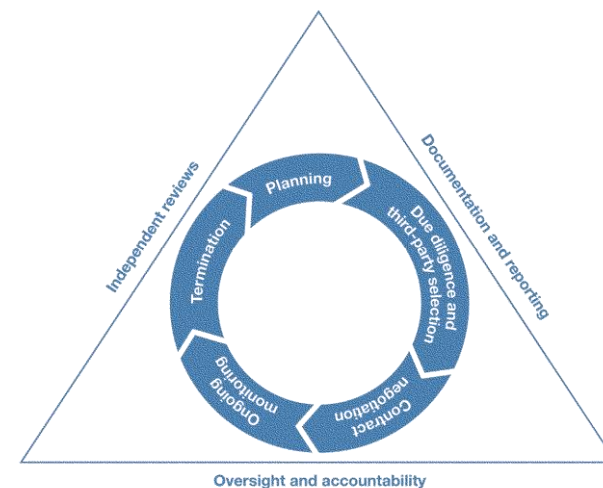 Independent reviews
Documentation and reporting
Planning
Due diligence and
third-party selection
Contract
negotiation
Ongoing
monitoring
Termination
Oversight and accountability